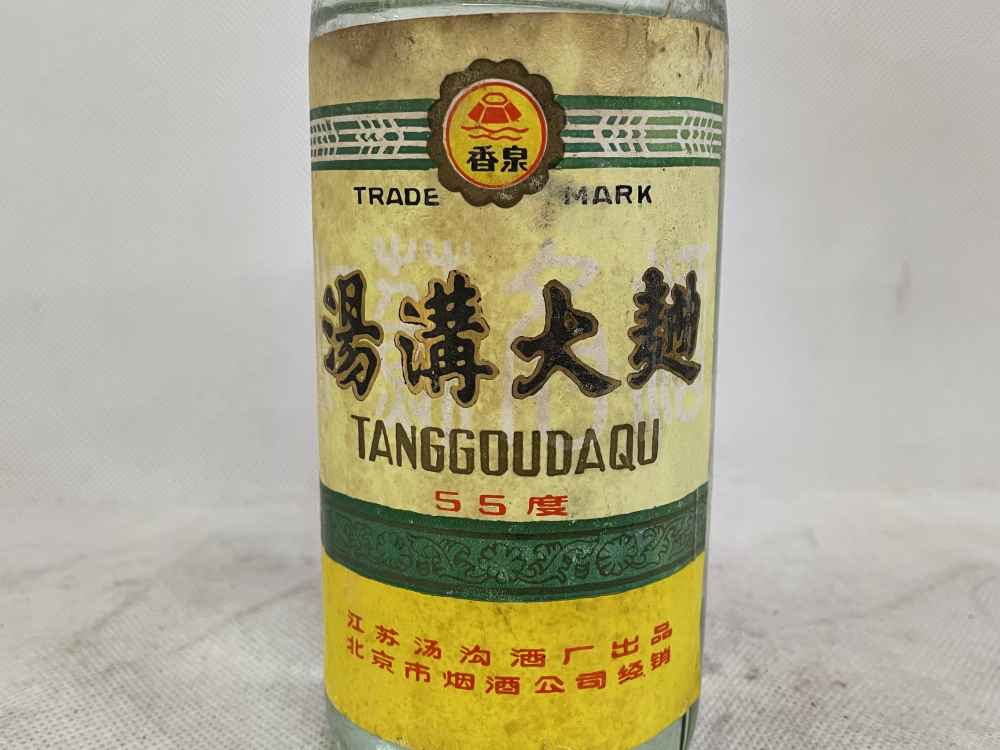 香泉
TRADE MARK
湯溝大麯
TANGGOUDAQU
55度
江苏汤沟酒厂出品
北京市烟酒公司经销